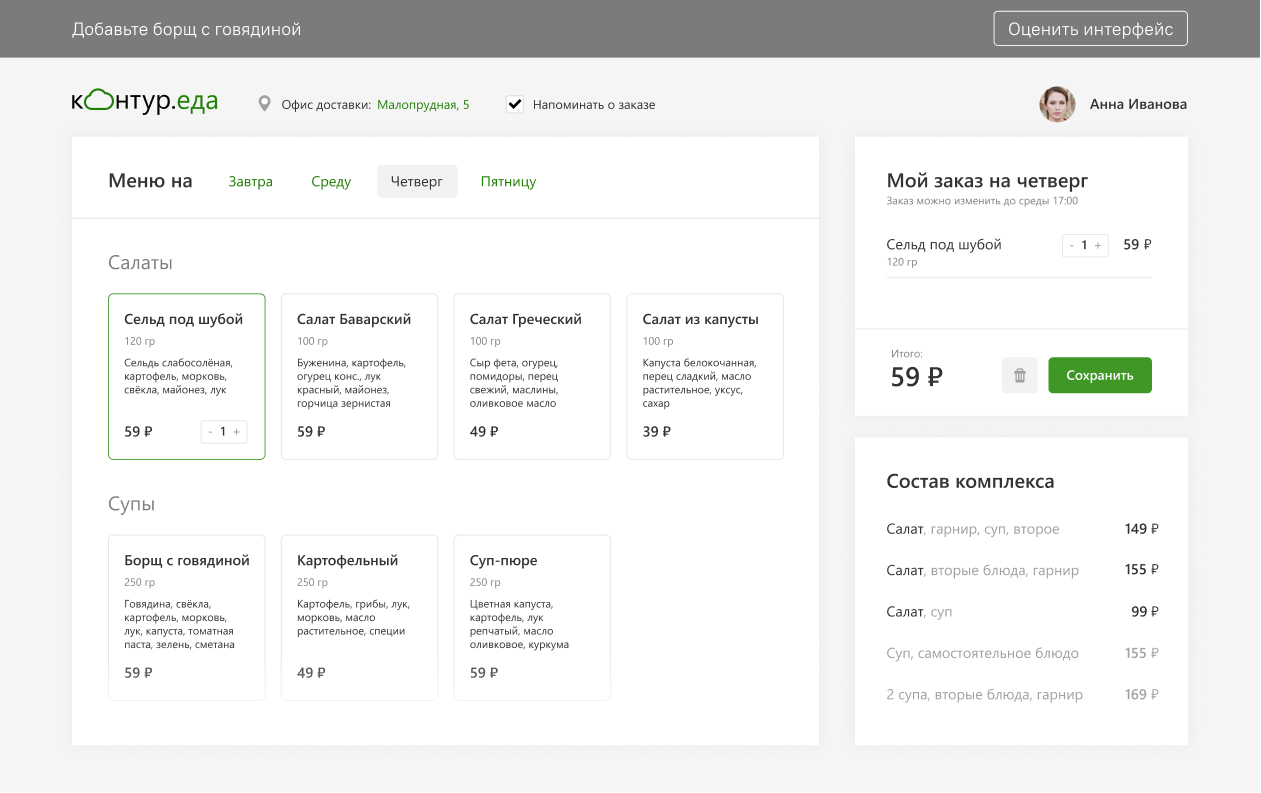 Добавьте борщ с говядиной
Оценить интерфейс
контур.еда
Офис доставки: Малопрудная, 5
Напоминать о заказе
Анна Иванова
Меню на
Завтра
Среду
Четверг
Пятницу
Салаты
Сельд под шубой
120 гр
Сельдь слабосолёная,
картофель, морковь,
свёкла, майонез, лук
59 ₽
- 1 +
Салат Баварский
100 гр
Буженина, картофель,
огурец конс., лук
красный, майонез,
горчица зернистая
59 ₽
Салат Греческий
100 гр
Сыр фета, огурец,
помидоры, перец
свежий, маслины,
оливковое масло
49 ₽
Салат из капусты
100 гр
Капуста белокочанная,
перец сладкий, масло
растительное, уксус,
сахар
39 ₽
Супы
Борщ с говядиной
250 гр
Говядина, свёкла,
картофель, морковь,
лук, капуста, томатная
паста, зелень, сметана
59 ₽
Картофельный
250 гр
Картофель, грибы, лук,
морковь, масло
растительное, специи
49 ₽
Суп-пюре
250 гр
Цветная капуста,
картофель, лук
репчатый, масло
оливковое, куркума
59 ₽
Мой заказ на четверг
Заказ можно изменить до среды 17:00
Сельд под шубой
120 гр
- 1 +
59 ₽
Итого:
59 ₽
Сохранить
Состав комплекса
Салат, гарнир, суп, второе 149 ₽
Салат, вторые блюда, гарнир 155 ₽
Салат, суп 99 ₽
Суп, самостоятельное блюдо 155 ₽
2 супа, вторые блюда, гарнир 169 ₽